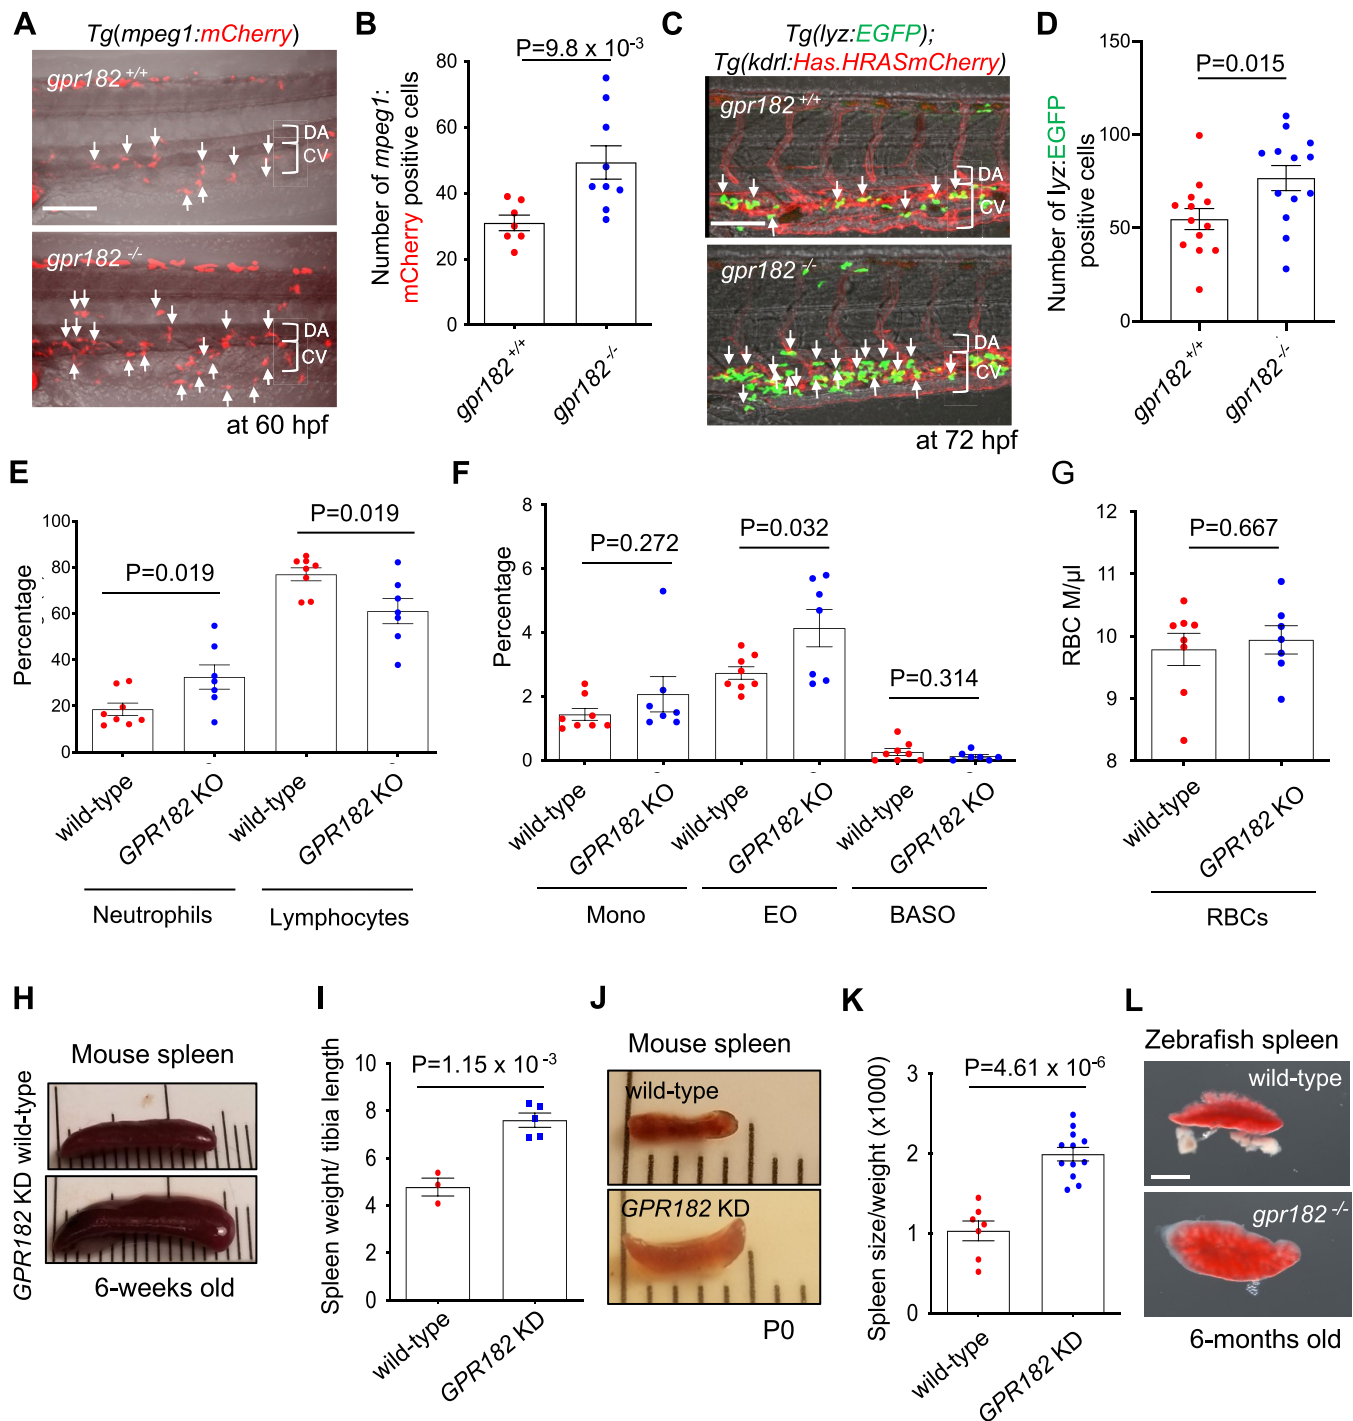 A
Tg(mpeg1:mCherry)
gpr182 +/+
DA
CV
gpr182 -/-
DA
CV
at 60 hpf
B
P=9.8 x 10-3
Number of mpeg1:
mCherry positive cells
80
60
40
20
0
gpr182 +/+
gpr182 -/-
C
Tg(lyz:EGFP);
Tg(kdrl:Has.HRASmCherry)
gpr182 +/+
DA
CV
gpr182 -/-
DA
CV
at 72 hpf
D
P=0.015
Number of lyz:EGFP
positive cells
150
100
50
0
gpr182 +/+
gpr182 -/-
E
Percentage
100
80
60
40
20
0
P=0.019
P=0.019
wild-type
GPR182 KO
wild-type
GPR182 KO
Neutrophils
Lymphocytes
F
Percentage
8
6
4
2
0
P=0.272
P=0.032
P=0.314
wild-type
GPR182 KO
wild-type
GPR182 KO
wild-type
GPR182 KO
Mono
EO
BASO
G
RBC M/µl
12
11
10
9
8
P=0.667
wild-type
GPR182 KO
RBCs
H
Mouse spleen
GPR182 KD wild-type
6-weeks old
I
Spleen weight/ tibia length
10
8
6
4
2
0
P=1.15 x 10 -3
wild-type
GPR182 KD
J
Mouse spleen
wild-type
GPR182 KD
P0
K
Spleen size/weight (x1000)
3
2
1
0
P=4.61 x 10-6
wild-type
GPR182 KD
L
Zebrafish spleen
wild-type
gpr182 -/-
6-months old